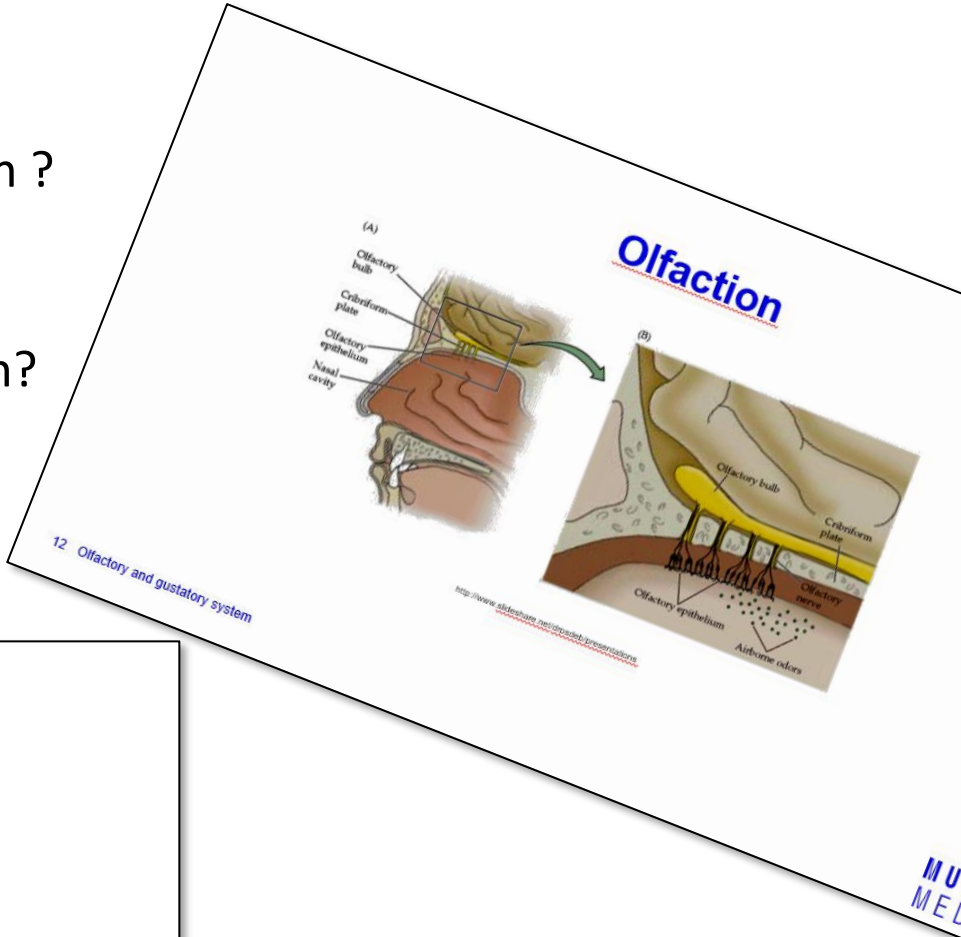 ?
?
Olfaction
(A)
Olfactory
bulb
Cribriform
plate
Olfactory
epithelium
Nasal
cavity
(B)
Olfactory bulb
Cribriform
plate
Olfactory
nerve
Olfactory epithelium
Airborne odors
http://www.slideshare.net/drpsdeb/presentations
12 Olfactory and gustatory system
MU
MED